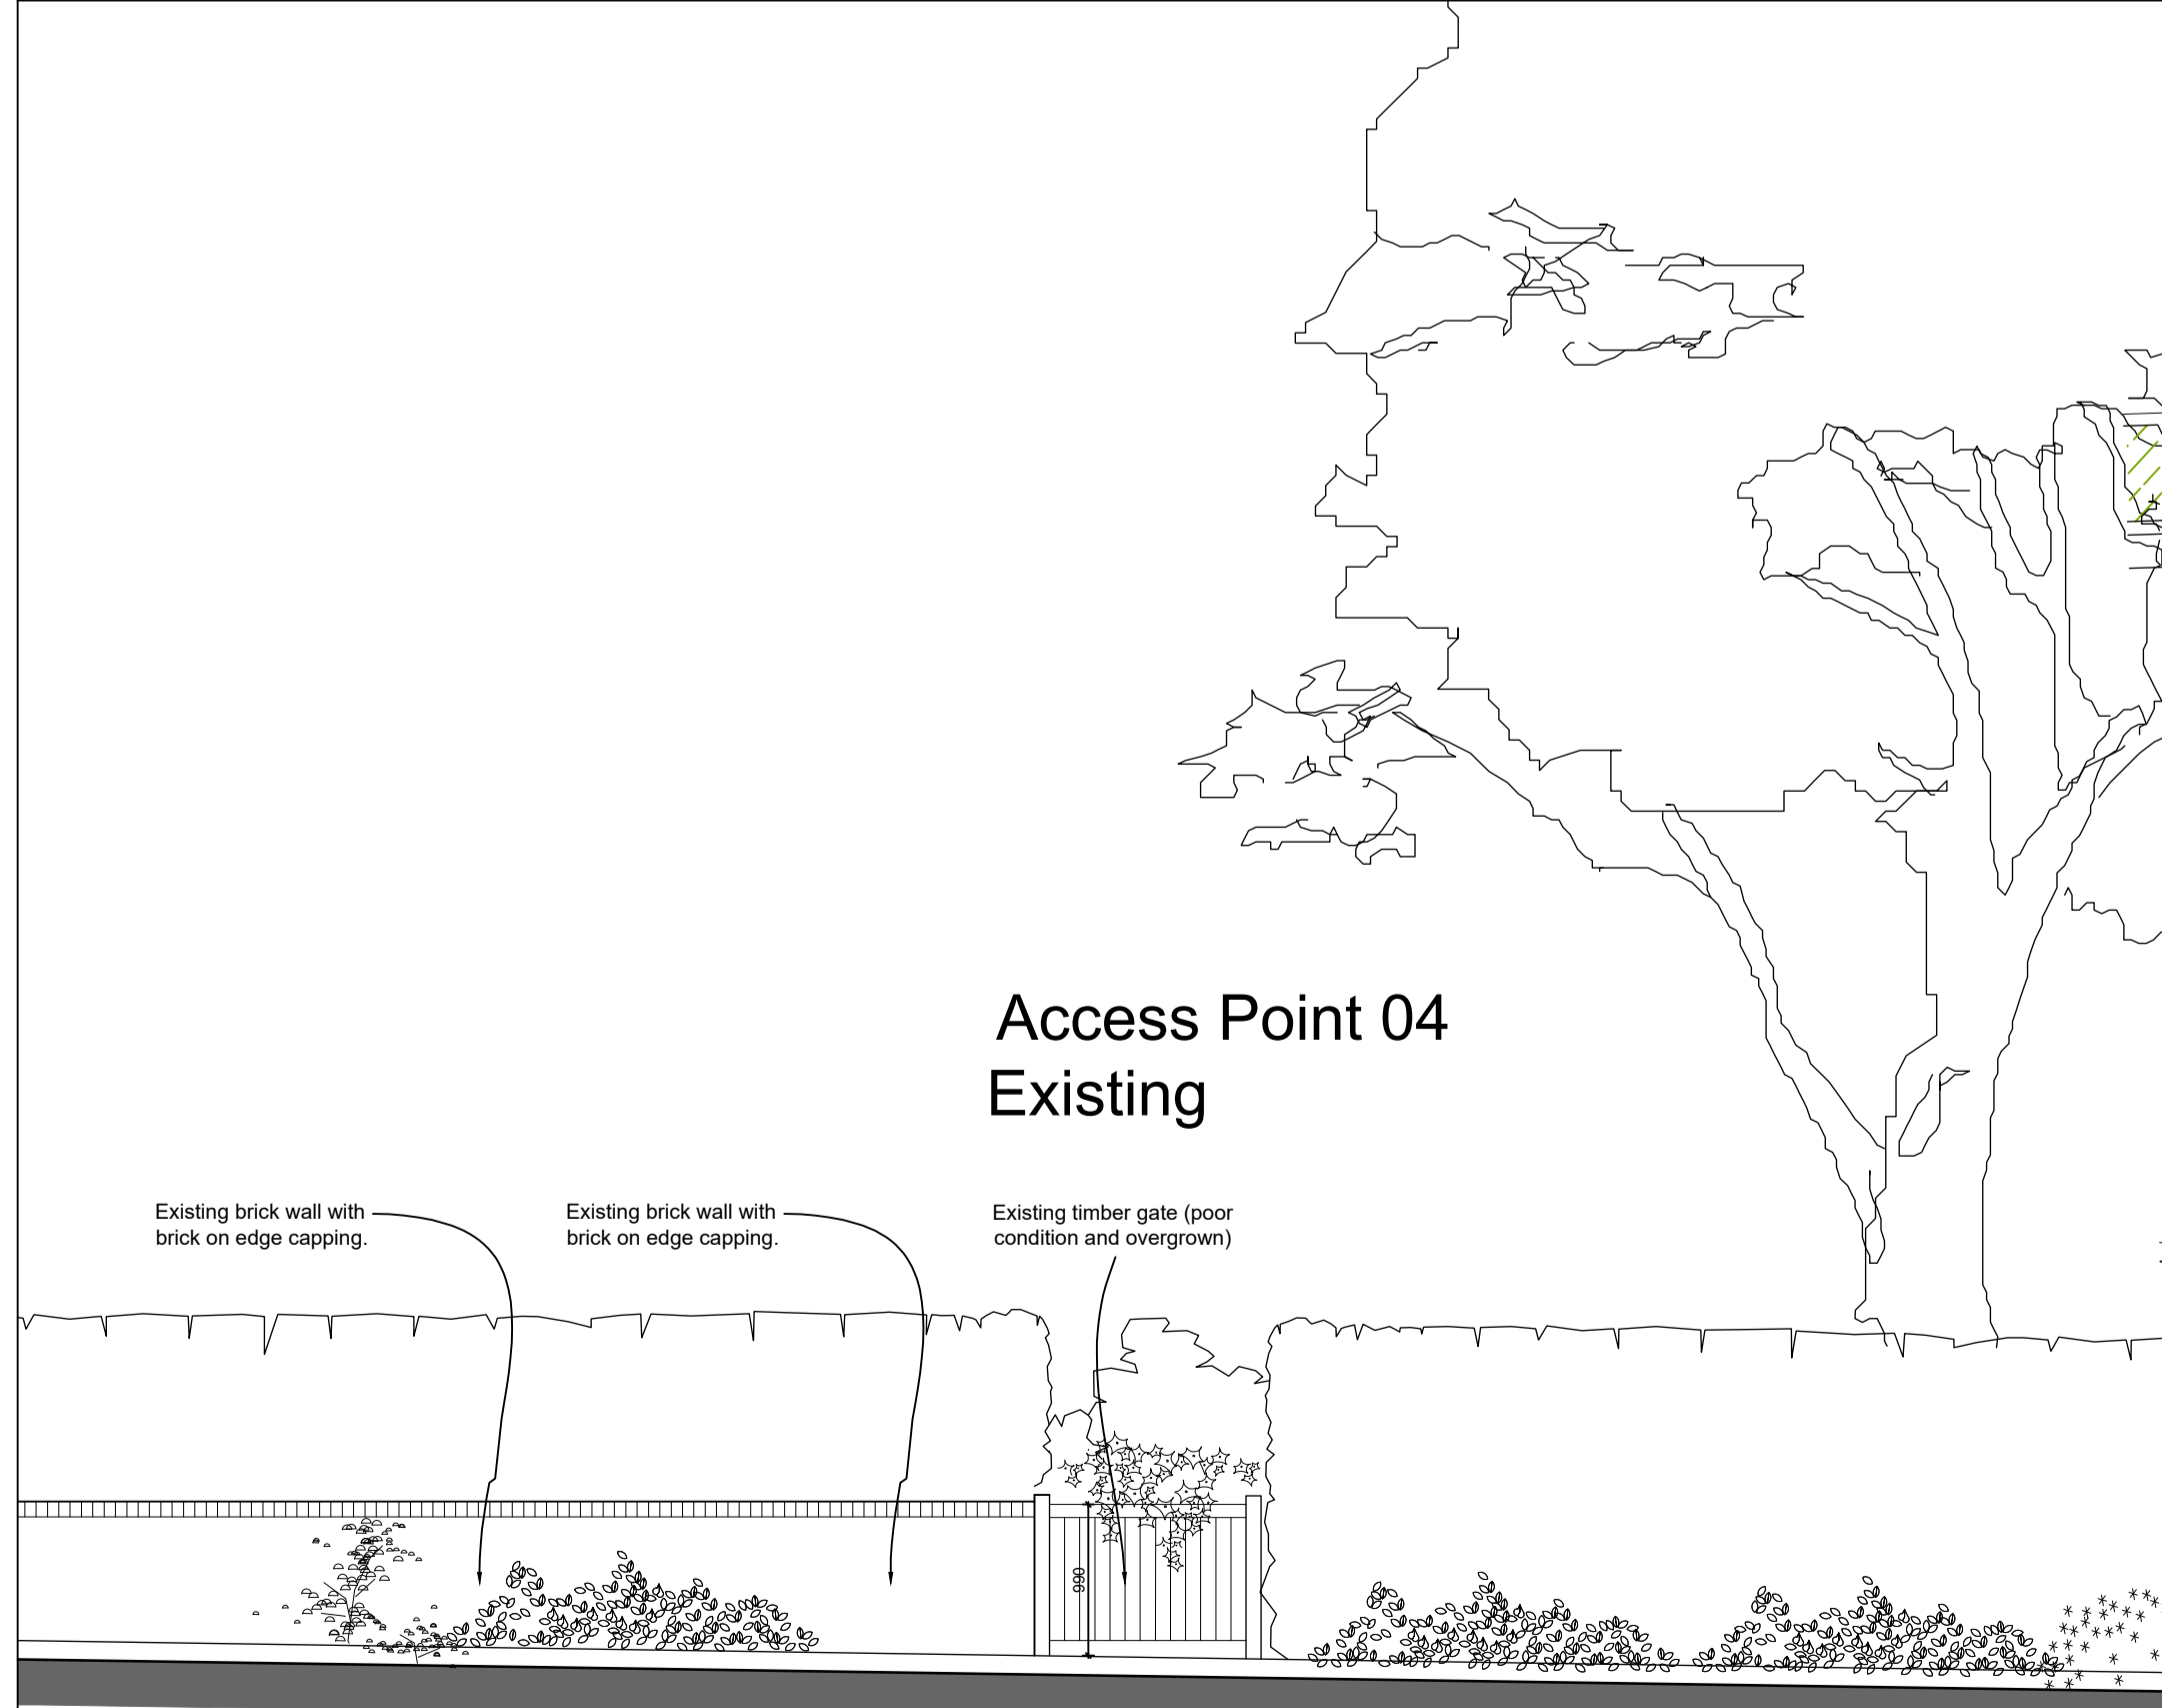 Access Point 04
Existing
Existing brick wall with
brick on edge capping.
Existing brick wall with
brick on edge capping.
Existing timber gate (poor
condition and overgrown)
990